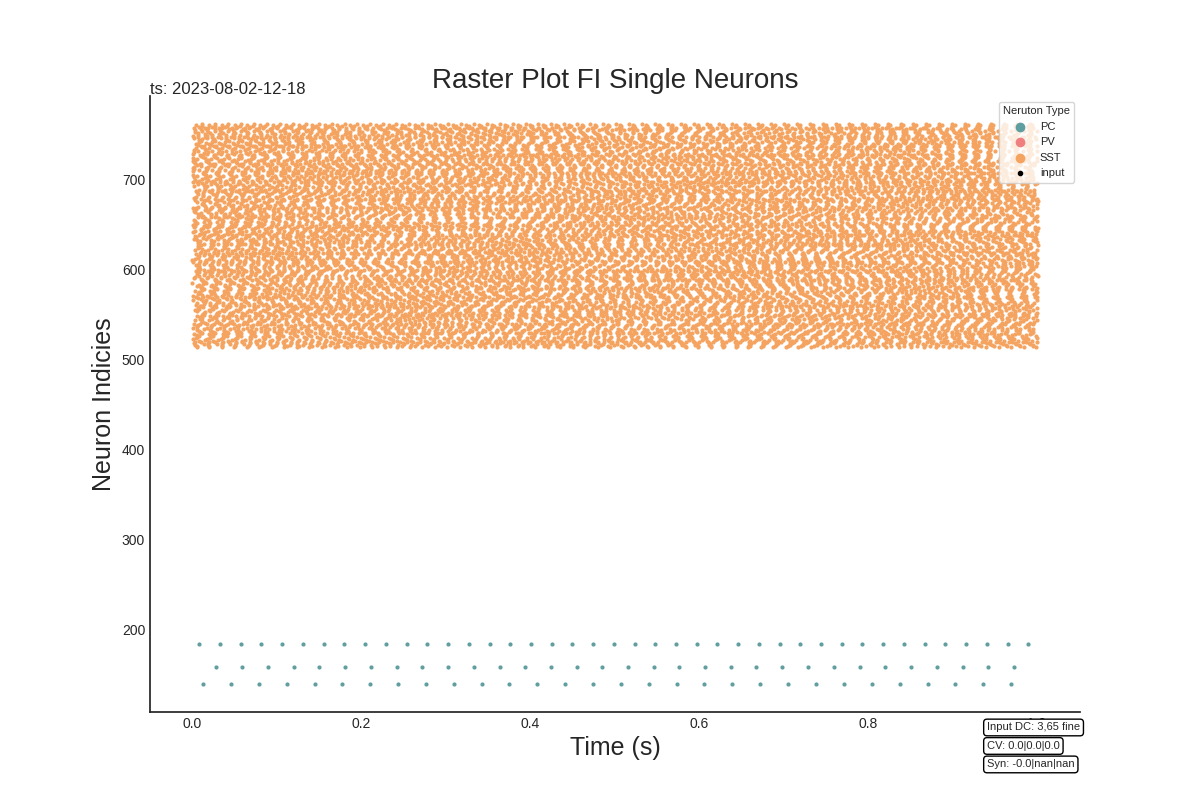 Raster Plot FI Single Neurons
ts: 2023-08-02-12-18
Neruton Type
PC
PV
SST
input
700
600
500
400
300
200
Neuron Indicies
0.0 0.2 0.4 0.6 0.8
Time (s)
Input DC: 3,65 fine
CV: 0.0|0.0|0.0
Syn: -0.0|nan|nan